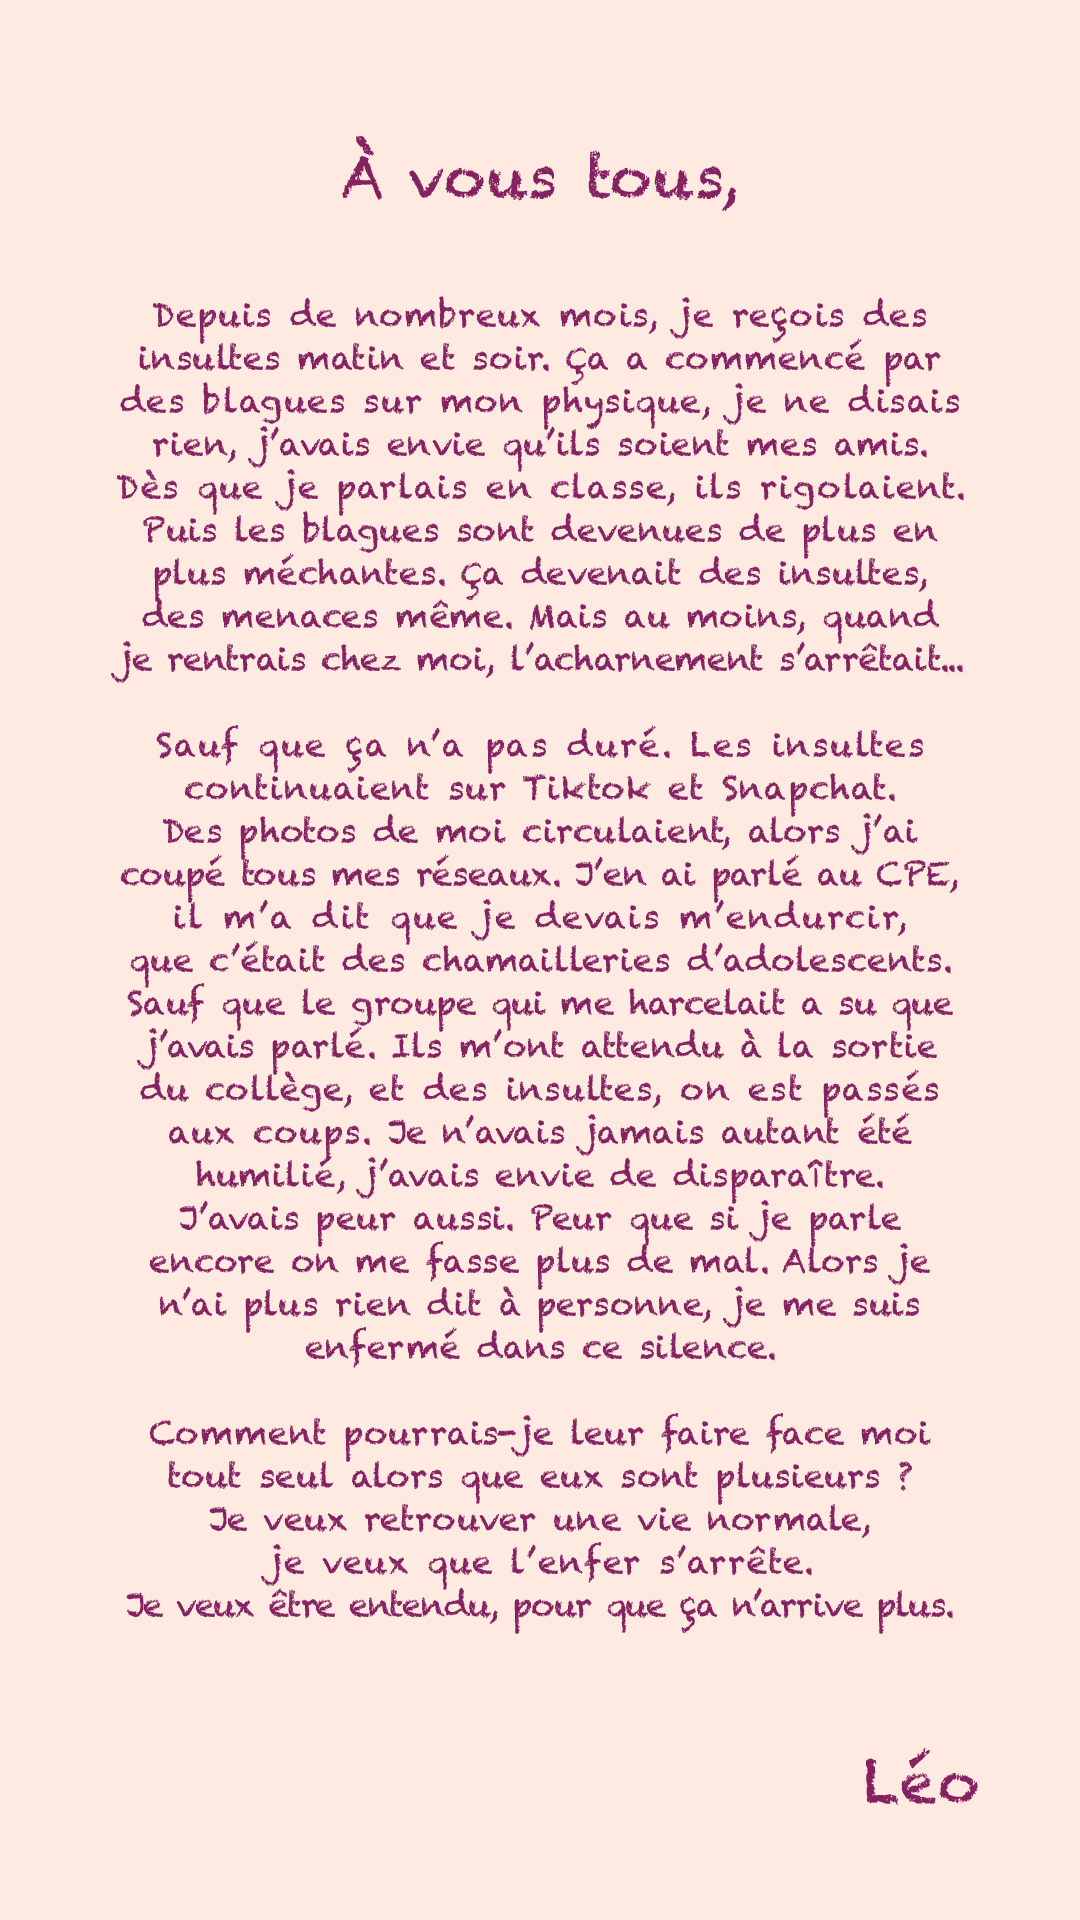 À vous tous,
Depuis de nombreux mois, je reçois des
insultes matin et soir. Ça a commencé par
des blagues sur mon physique, je ne disais
rien, j’avais envie qu’ils soient mes amis.
Dès que je parlais en classe, ils rigolaient.
Puis les blagues sont devenues de plus en
plus méchantes. Ça devenait des insultes,
des menaces même. Mais au moins, quand
je rentrais chez moi, l’acharnement s’arrêtait...
Sauf que ça n’a pas duré. Les insultes
continuaient sur Tiktok et Snapchat.
Des photos de moi circulaient, alors j’ai
coupé tous mes réseaux. J’en ai parlé au CPE,
il m’a dit que je devais m’endurcir,
que c’était des chamailleries d’adolescents.
Sauf que le groupe qui me harcelait a su que
j’avais parlé. Ils m’ont attendu à la sortie
du collège, et des insultes, on est passés
aux coups. Je n’avais jamais autant été
humilié, j’avais envie de disparaître.
J’avais peur aussi. Peur que si je parle
encore on me fasse plus de mal. Alors je
n’ai plus rien dit à personne, je me suis
enfermé dans ce silence.
Comment pourrais-je leur faire face moi
tout seul alors que eux sont plusieurs ?
Je veux retrouver une vie normale,
je veux que l’enfer s’arrête.
Je veux être entendu, pour que ça n’arrive plus.
Léo